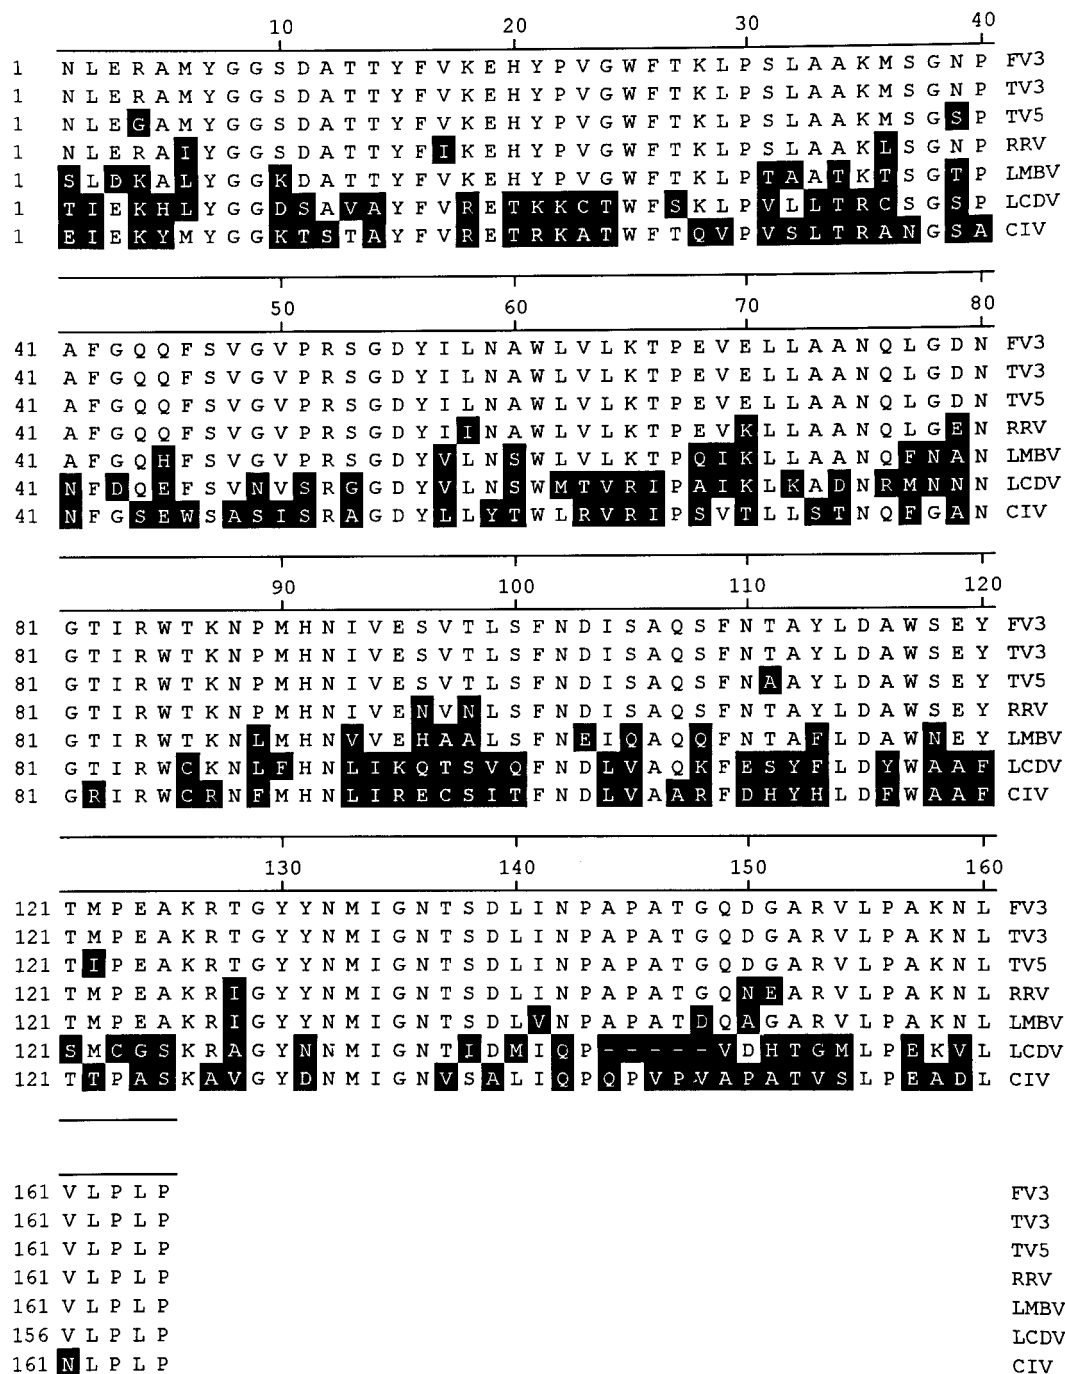 10 20 30 40
1 N L E R A M Y G G S D A T T Y F V K E H Y P V G W F T K L P S L A A K M S G N P FV3
1 N L E R A M Y G G S D A T T Y F V K E H Y P V G W F T K L P S L A A K M S G N P TV3
1 N L E G A M Y G G S D A T T Y F V K E H Y P V G W F T K L P S L A A K M S G S P TV5
1 N L E R A I Y G G S D A T T Y F I K E H Y P V G W F T K L P S L A A K L S G N P RRV
1 S L D K A L Y G G K D A T T Y F V K E H Y P V G W F T K L P T A A T K T S G T P LMBV
1 T I E K H L Y G G D S A V A Y F V R E T K K C T W F S K L P V L L T R C S G S P LCDV
1 E I E K Y M Y G G K T S T A Y F V R E T R K A T W F T Q V P V S L T R A N G S A CIV
50 60 70 80
41 A F G Q Q F S V G V P R S G D Y I L N A W L V L K T P E V E L L A A N Q L G D N FV3
41 A F G Q Q F S V G V P R S G D Y I L N A W L V L K T P E V E L L A A N Q L G D N TV3
41 A F G Q Q F S V G V P R S G D Y I L N A W L V L K T P E V E L L A A N Q L G D N TV5
41 A F G Q Q F S V G V P R S G D Y I I N A W L V L K T P E V K L L A A N Q L G E N RRV
41 A F G Q H F S V G V P R S G D Y V L N S W L V L K T P Q I K L L A A N Q F N A N LMBV
41 N F D Q E F S V N V S R G G D Y V L N S W M T V R I P A I K L K A D N R M N N N LCDV
41 N F G S E W S A S I S R A G D Y L L Y T W L R V R I P S V T L L S T N Q F G A N CIV
90 100 110 120
81 G T I R W T K N P M H N I V E S V T L S F N D I S A Q S F N T A Y L D A W S E Y FV3
81 G T I R W T K N P M H N I V E S V T L S F N D I S A Q S F N T A Y L D A W S E Y TV3
81 G T I R W T K N P M H N I V E S V T L S F N D I S A Q S F N A A Y L D A W S E Y TV5
81 G T I R W T K N P M H N I V E N V N L S F N D I S A Q S F N T A Y L D A W S E Y RRV
81 G T I R W T K N L M H N V V E H A A L S F N E I Q A Q Q F N T A F L D A W N E Y LMBV
81 G T I R W C K N L F H N L I K Q T S V Q F N D L V A Q K F E S Y F L D Y W A A F LCDV
81 G R I R W C R N F M H N L I R E C S I T F N D L V A A R F D H Y H L D F W A A F CIV
130 140 150 160
121 T M P E A K R T G Y Y N M I G N T S D L I N P A P A T G Q D G A R V L P A K N L FV3
121 T M P E A K R T G Y Y N M I G N T S D L I N P A P A T G Q D G A R V L P A K N L TV3
121 T I P E A K R T G Y Y N M I G N T S D L I N P A P A T G Q D G A R V L P A K N L TV5
121 T M P E A K R I G Y Y N M I G N T S D L I N P A P A T G Q N E A R V L P A K N L RRV
121 T M P E A K R I G Y Y N M I G N T S D L V N P A P A T D Q A G A R V L P A K N L LMBV
121 S M C G S K R A G Y N N M I G N T I D M I Q P - - - - - V D H T G M L P E K V L LCDV
121 T T P A S K A V G Y D N M I G N V S A L I Q P Q P V P V A P A T V S L P E A D L CIV
161 V L P L P FV3
161 V L P L P TV3
161 V L P L P TV5
161 V L P L P RRV
161 V L P L P LMBV
156 V L P L P LCDV
161 N L P L P CIV